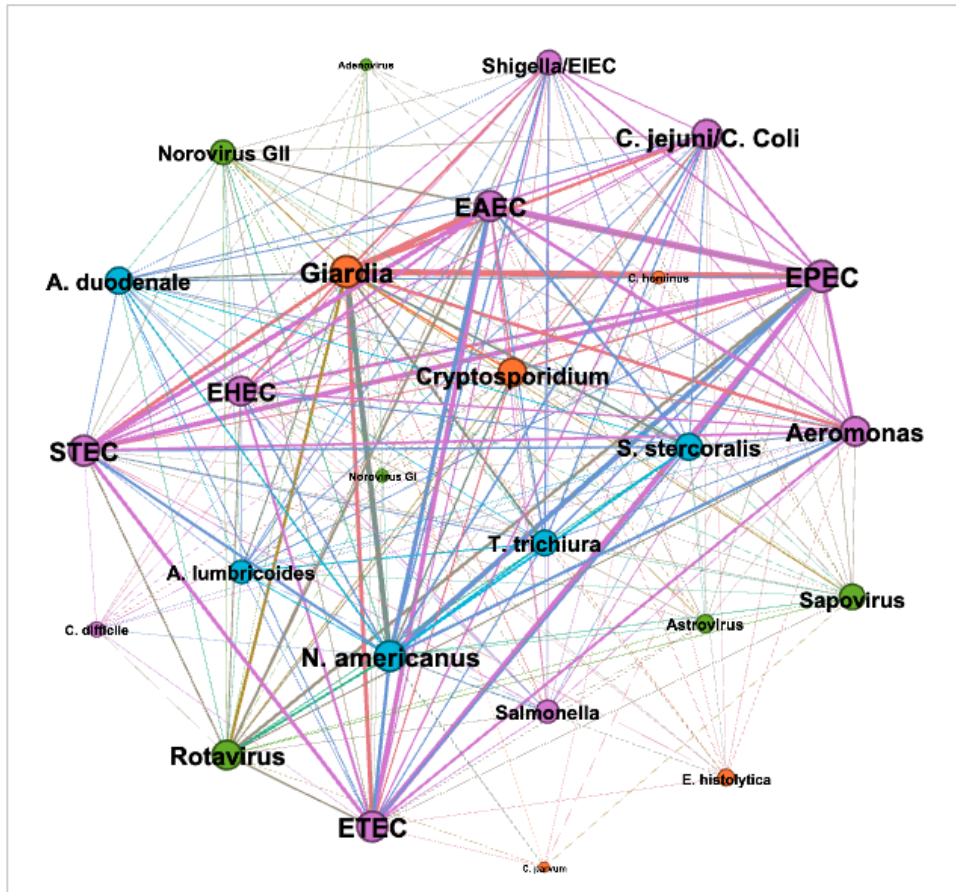 Adenovirus
Shigella/EIEC
C. jejuni/C. Coli
Norovirus GII
EAEC
Giardia
C. hominus
EPEC
A. duodenale
Cryptosporidium
EHEC
Aeromonas
STEC
S. stercoralis
Norovirus GI
T. trichiura
A. lumbricoides
Sapovirus
Astrovirus
C. difficile
N. americanus
Salmonella
Rotavirus
E. histolytica
ETEC
C. parvum